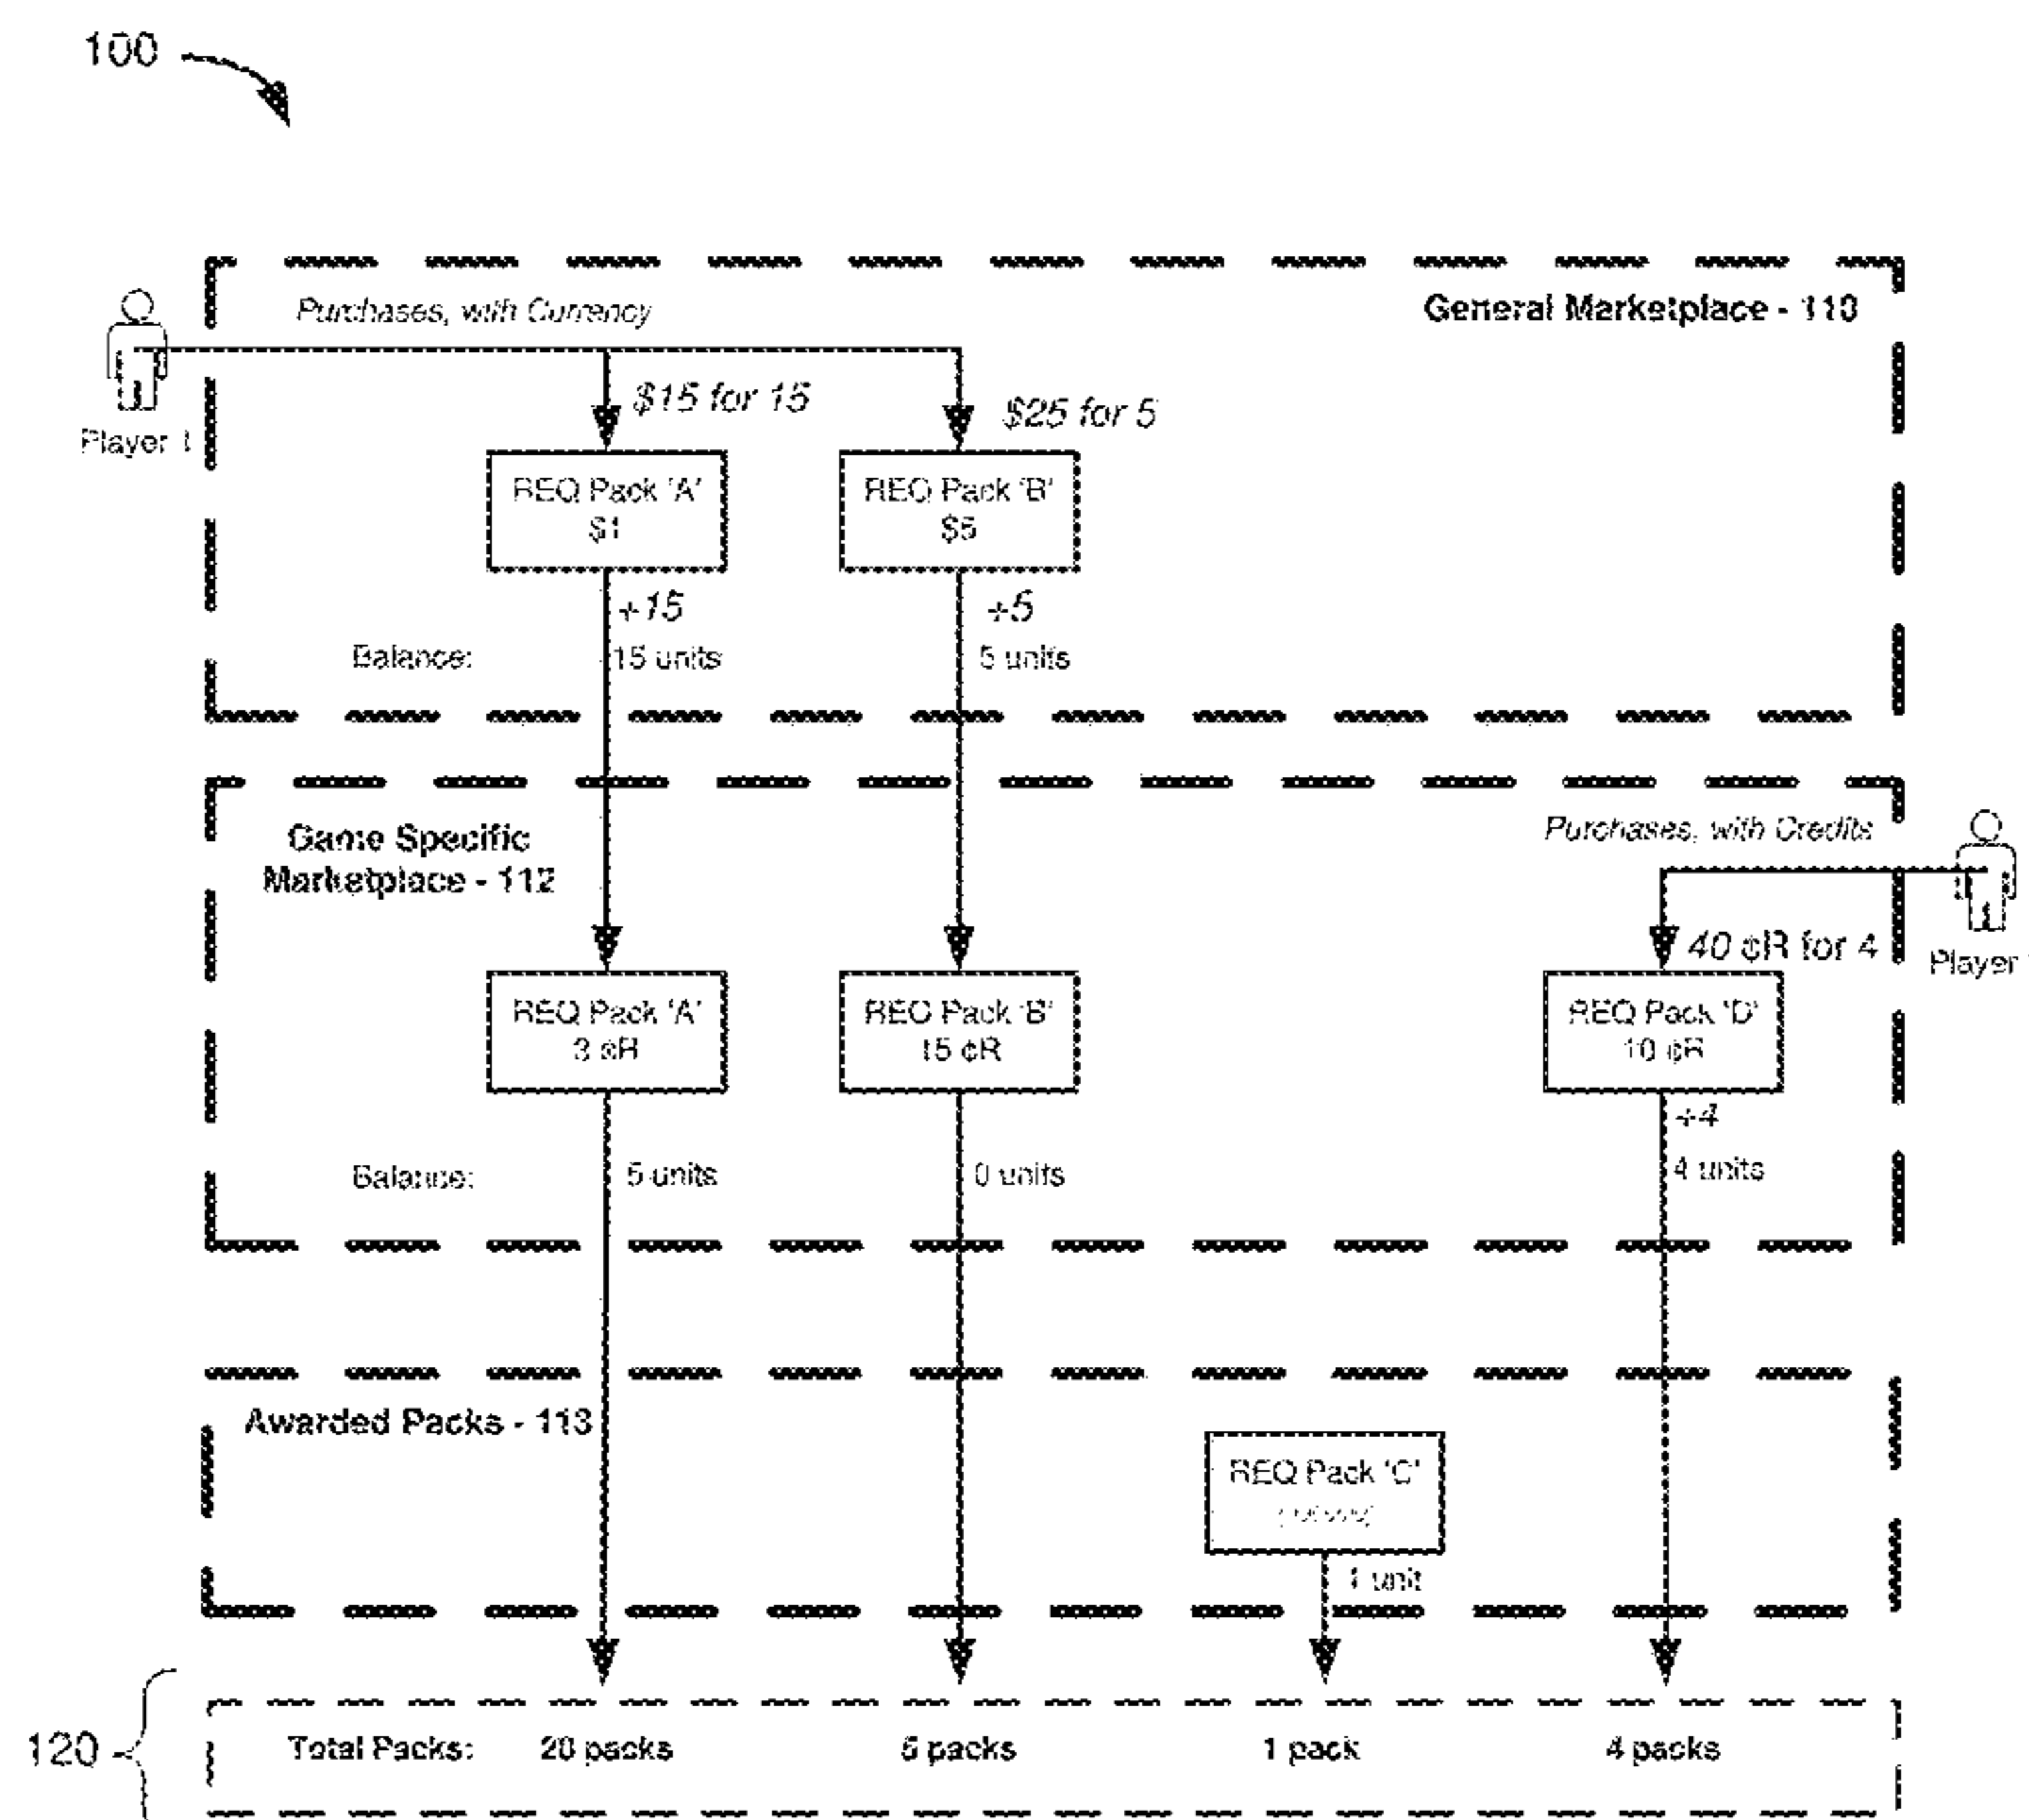 100
Purchases, with Currency
General Marketplace - 110
$15 for 15
$25 for 5
Player 1
REQ Pack 'A'
$1
REQ Pack 'B'
$5
+15
+5
Balance:
15 units
5 units
Game Specific
Marketplace - 112
Purchases, with Credits
40 ¢R for 4
Player
REQ Pack 'A'
3 ¢R
REQ Pack 'B'
15 ¢R
REQ Pack 'D'
10 ¢R
+4
Balance:
5 units
0 units
4 units
Awarded Packs - 113
REQ Pack 'C'
1 unit
120
Total Packs:
20 packs
5 packs
1 pack
4 packs